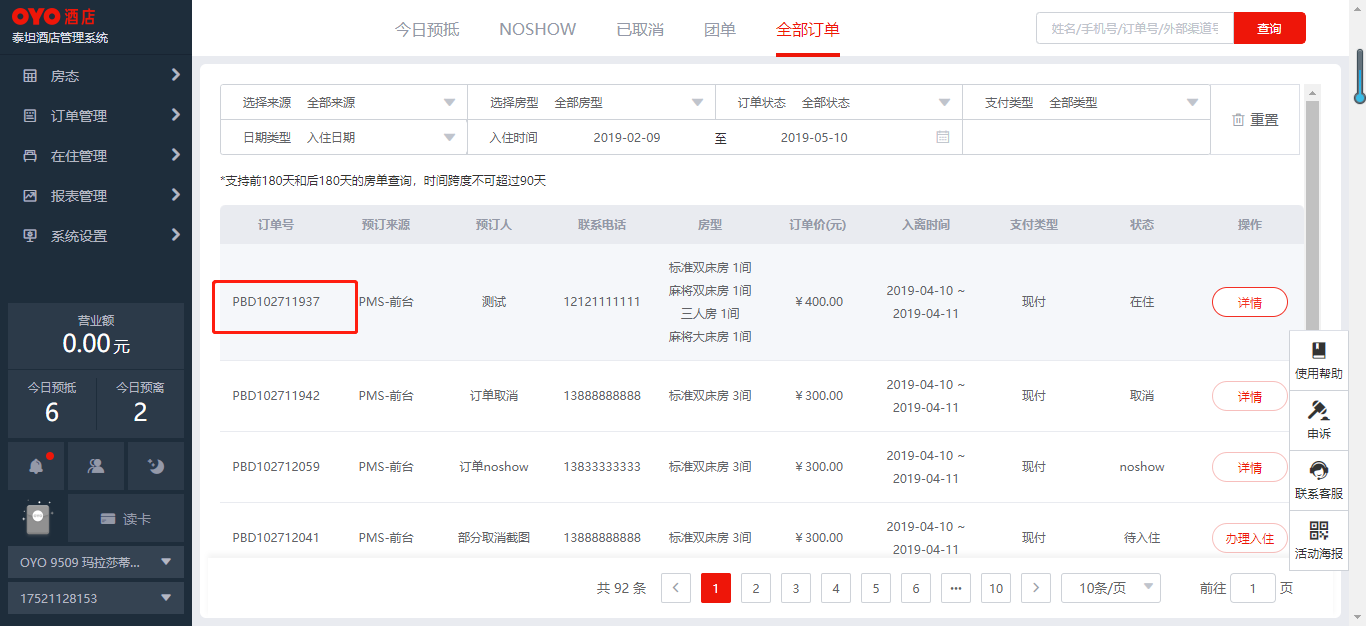 OYO 酒店
泰坦酒店管理系统
今日预抵 NOSHOW 已取消 团单 全部订单
姓名/手机号/订单号/外部渠道号 查询
房态
订单管理
在住管理
报表管理
系统设置
营业额
0.00元
今日预抵 今日预离
6 2
读卡
OYO 9509 玛拉莎蒂...
17521128153
选择来源 全部来源 选择房型 全部房型 订单状态 全部状态 支付类型 全部类型
日期类型 入住日期 入住时间 2019-02-09 至 2019-05-10
重置
*支持前180天和后180天的房单查询，时间跨度不可超过90天
订单号 预订来源 预订人 联系电话 房型 订单价(元) 入离时间 支付类型 状态 操作
标准双床房 1间
麻将双床房 1间
三人房 1间
麻将大床房 1间
PBD102711937 PMS-前台 测试 12121111111 ¥400.00 2019-04-10 ~
2019-04-11 现付 在住 详情
PBD102711942 PMS-前台 订单取消 13888888888 标准双床房 3间 ¥300.00 2019-04-10 ~
2019-04-11 现付 取消 详情
PBD102712059 PMS-前台 订单noshow 13833333333 标准双床房 3间 ¥300.00 2019-04-10 ~
2019-04-11 现付 noshow 详情
PBD102712041 PMS-前台 部分取消截图 13888888888 标准双床房 3间 ¥300.00 2019-04-10 ~
2019-04-11 现付 待入住 办理入住
使用帮助
申诉
联系客服
活动海报
共 92 条 1 2 3 4 5 6 ••• 10 10条/页 前往 1 页